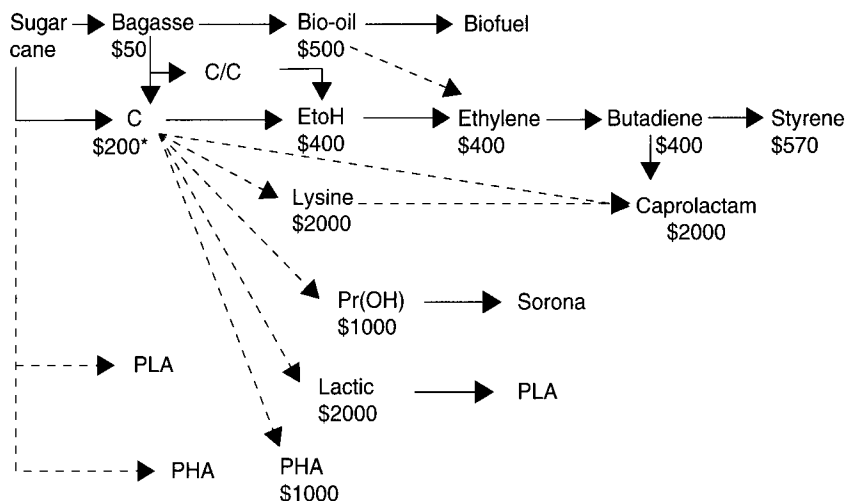 Sugar cane
Bagasse
$50
Bio-oil
$500
Biofuel
C/C
C
$200*
EtoH
$400
Ethylene
$400
Butadiene
$400
Styrene
$570
Lysine
$2000
Caprolactam
$2000
Pr(OH)
$1000
Sorona
PLA
Lactic
$2000
PLA
PHA
PHA
$1000